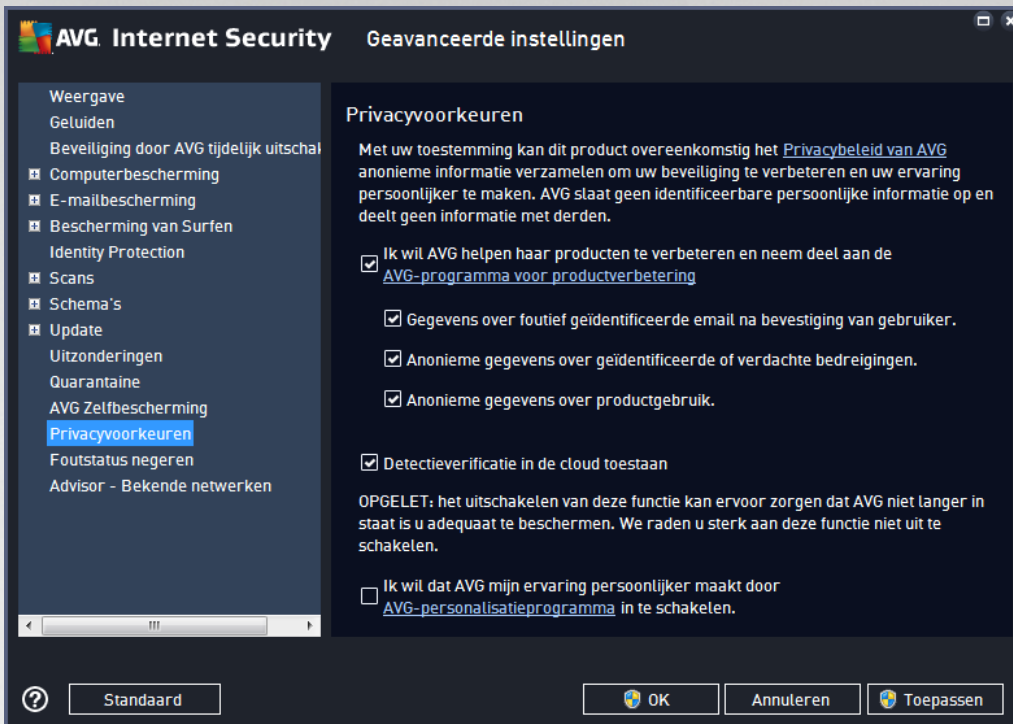 AVG. Internet Security Geavanceerde instellingen
Weergave
Geluiden
Beveiliging door AVG tijdelijk uitschak
Computerbescherming
E-mailbescherming
Bescherming van Surfen
Identity Protection
Scans
Schema's
Update
Uitzonderingen
Quarantaine
AVG Zelfbescherming
Privacyvoorkeuren
Foutstatus negeren
Advisor - Bekende netwerken
Privacyvoorkeuren
Met uw toestemming kan dit product overeenkomstig het Privacybeleid van AVG
anonieme informatie verzamelen om uw beveiliging te verbeteren en uw ervaring
persoonlijker te maken. AVG slaat geen identificeerbare persoonlijke informatie op en
deelt geen informatie met derden.
Ik wil AVG helpen haar producten te verbeteren en neem deel aan de
AVG-programma voor productverbetering
Gegevens over foutief geïdentificeerde email na bevestiging van gebruiker.
Anonieme gegevens over geïdentificeerde of verdachte bedreigingen.
Anonieme gegevens over productgebruik.
Detectieverificatie in de cloud toestaan
OPGELET: het uitschakelen van deze functie kan ervoor zorgen dat AVG niet langer in
staat is u adequaat te beschermen. We raden u sterk aan deze functie niet uit te
schakelen.
Ik wil dat AVG mijn ervaring persoonlijker maakt door
AVG-personalisatieprogramma in te schakelen.
? Standaard OK Annuleren Toepassen